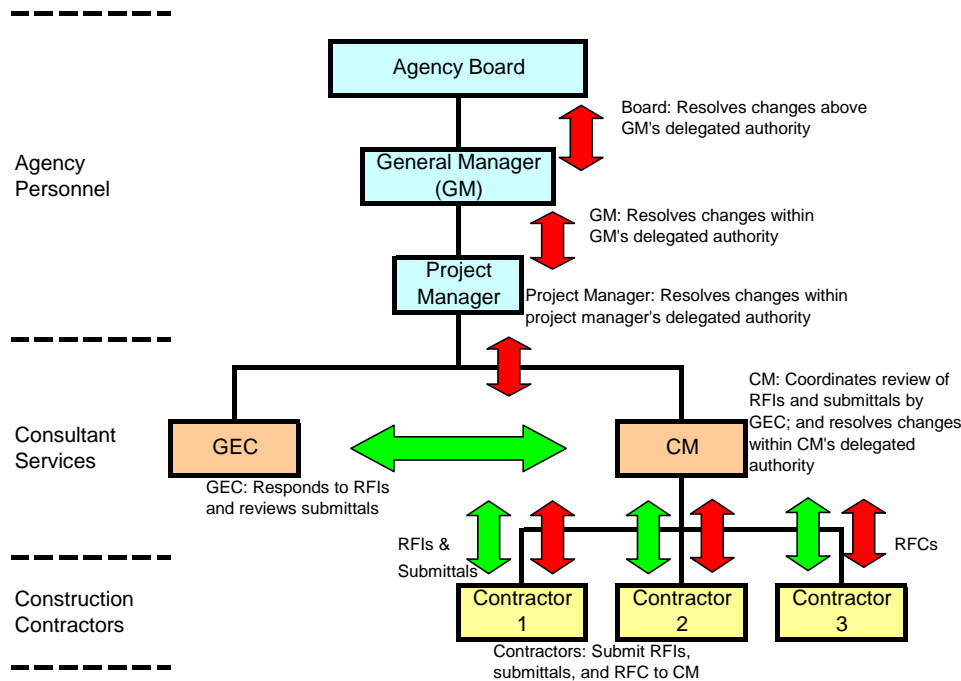 Agency Board
Board: Resolves changes above
GM's delegated authority
Agency
Personnel
General Manager
(GM)
GM: Resolves changes within
GM's delegated authority
Project
Manager
Project Manager: Resolves changes within
project manager's delegated authority
Consultant
Services
GEC
GEC: Responds to RFIs
and reviews submittals
CM
CM: Coordinates review of
RFIs and submittals by
GEC; and resolves changes
within CM's delegated
authority
RFIs &
Submittals
RFCs
Construction
Contractors
Contractor
1
Contractor
2
Contractor
3
Contractors: Submit RFIs,
submittals, and RFC to CM